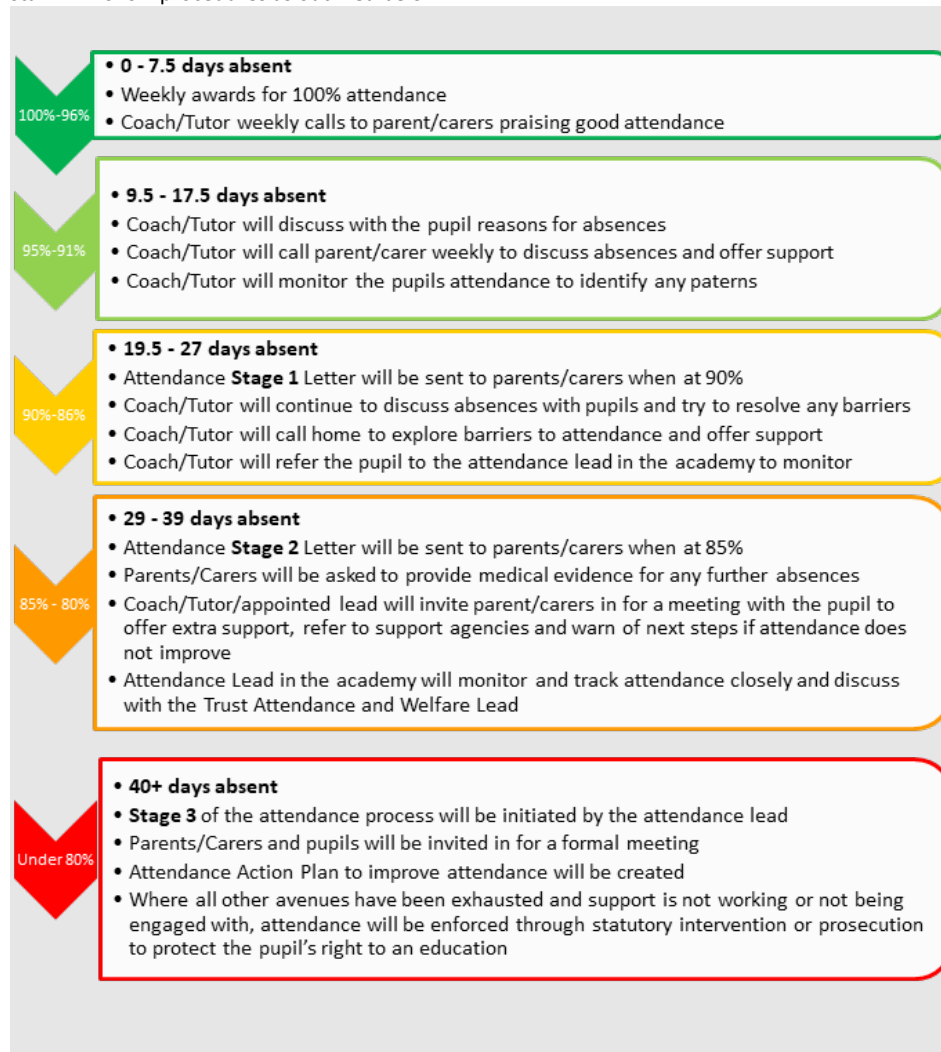 • 0 - 7.5 days absent
• Weekly awards for 100% attendance
100%-96%
• Coach/Tutor weekly calls to parent/carers praising good attendance
• 9.5 - 17.5 days absent
• Coach/Tutor will discuss with the pupil reasons for absences
95%-91%
• Coach/Tutor will call parent/carer weekly to discuss absences and offer support
• Coach/Tutor will monitor the pupils attendance to identify any paterns
• 19.5 - 27 days absent
• Attendance Stage 1 Letter will be sent to parents/carers when at 90%
90%-86%
• Coach/Tutor will continue to discuss absences with pupils and try to resolve any barriers
• Coach/Tutor will call home to explore barriers to attendance and offer support
• Coach/Tutor will refer the pupil to the attendance lead in the academy to monitor
• 29 - 39 days absent
• Attendance Stage 2 Letter will be sent to parents/carers when at 85%
• Parents/Carers will be asked to provide medical evidence for any further absences
85% - 80%
• Coach/Tutor/appointed lead will invite parent/carers in for a meeting with the pupil to
offer extra support, refer to support agencies and warn of next steps if attendance does
not improve
• Attendance Lead in the academy will monitor and track attendance closely and discuss
with the Trust Attendance and Welfare Lead
• 40+ days absent
• Stage 3 of the attendance process will be initiated by the attendance lead
• Parents/Carers and pupils will be invited in for a formal meeting
Under 80%
• Attendance Action Plan to improve attendance will be created
• Where all other avenues have been exhausted and support is not working or not being
engaged with, attendance will be enforced through statutory intervention or prosecution
to protect the pupil's right to an education